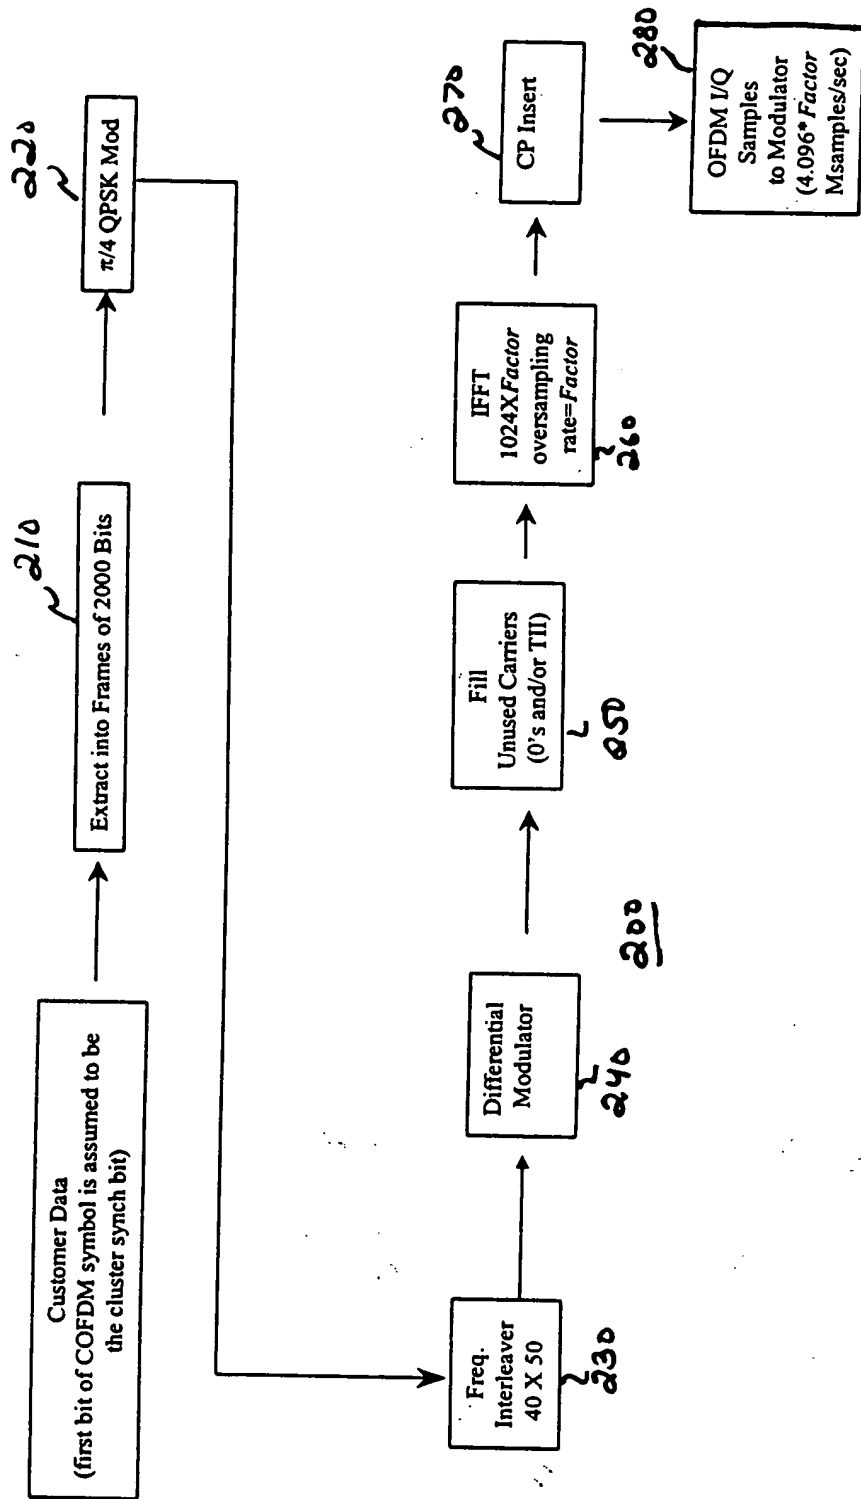 Customer Data
(first bit of COFDM symbol is assumed to be
the cluster synch bit)
210
Extract into Frames of 2000 Bits
220
π/4 QPSK Mod
Freq.
Interleaver
40 X 50
230
Differential
Modulator
240
200
Fill
Unused Carriers
(0's and/or TII)
250
IFFT
1024XFactor
oversampling
rate=Factor
260
270
CP Insert
280
OFDM I/Q
Samples
to Modulator
(4.096*Factor
Msamples/sec)